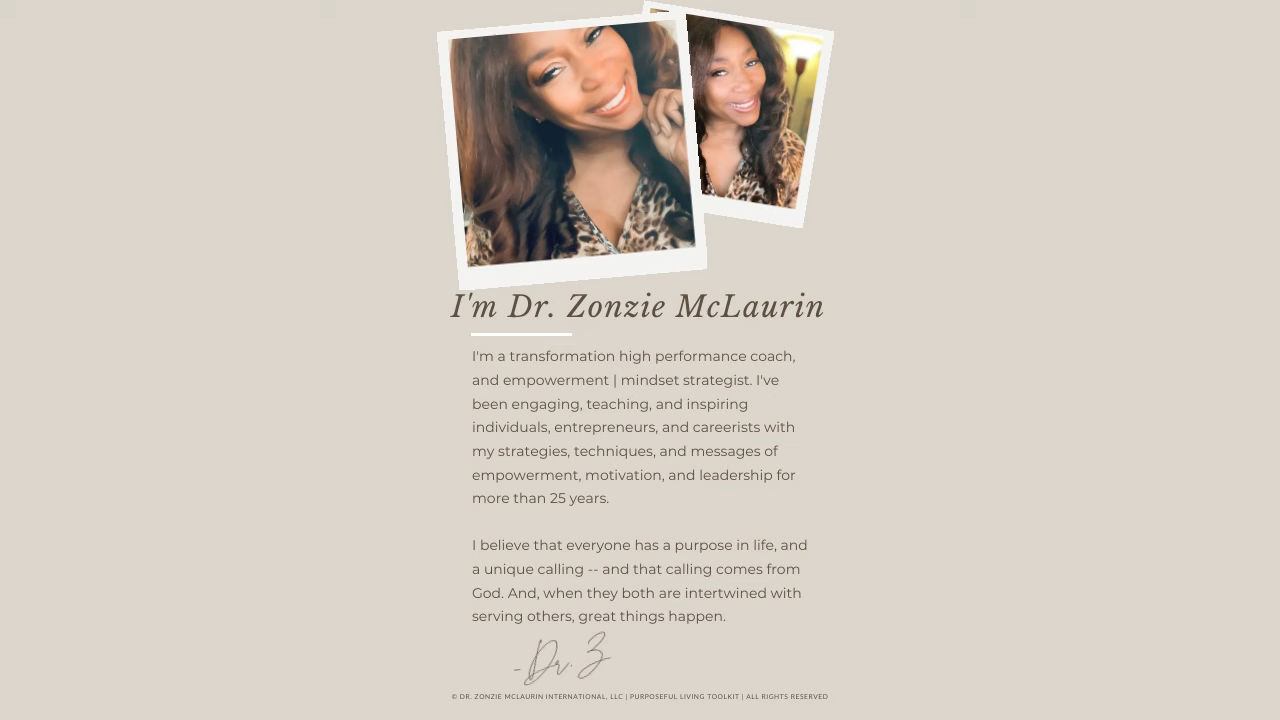 I'm Dr. Zonzie McLaurin
I'm a transformation high performance coach,
and empowerment | mindset strategist. I've
been engaging, teaching, and inspiring
individuals, entrepreneurs, and careerists with
my strategies, techniques, and messages of
empowerment, motivation, and leadership for
more than 25 years.
I believe that everyone has a purpose in life, and
a unique calling -- and that calling comes from
God. And, when they both are intertwined with
serving others, great things happen.
-Dr. Z
© DR. ZONZIE MCLAURIN INTERNATIONAL, LLC | PURPOSEFUL LIVING TOOLKIT | ALL RIGHTS RESERVED